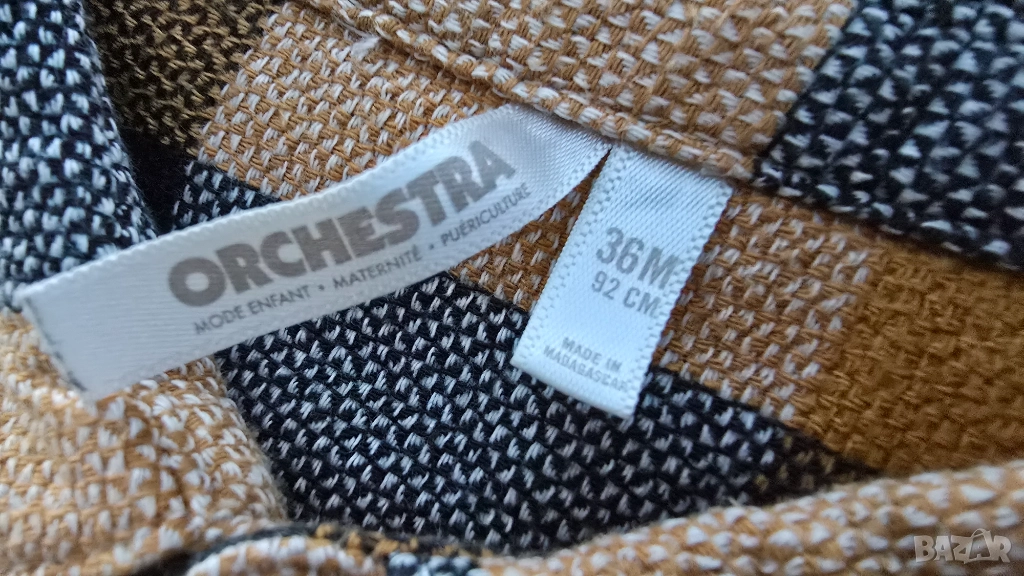 ORCHESTRA
MODE ENFANT • MATERNITÉ • PUÉRICULTURE
36M
92 CM
MADE IN
MADAGASCAR
BAZAR